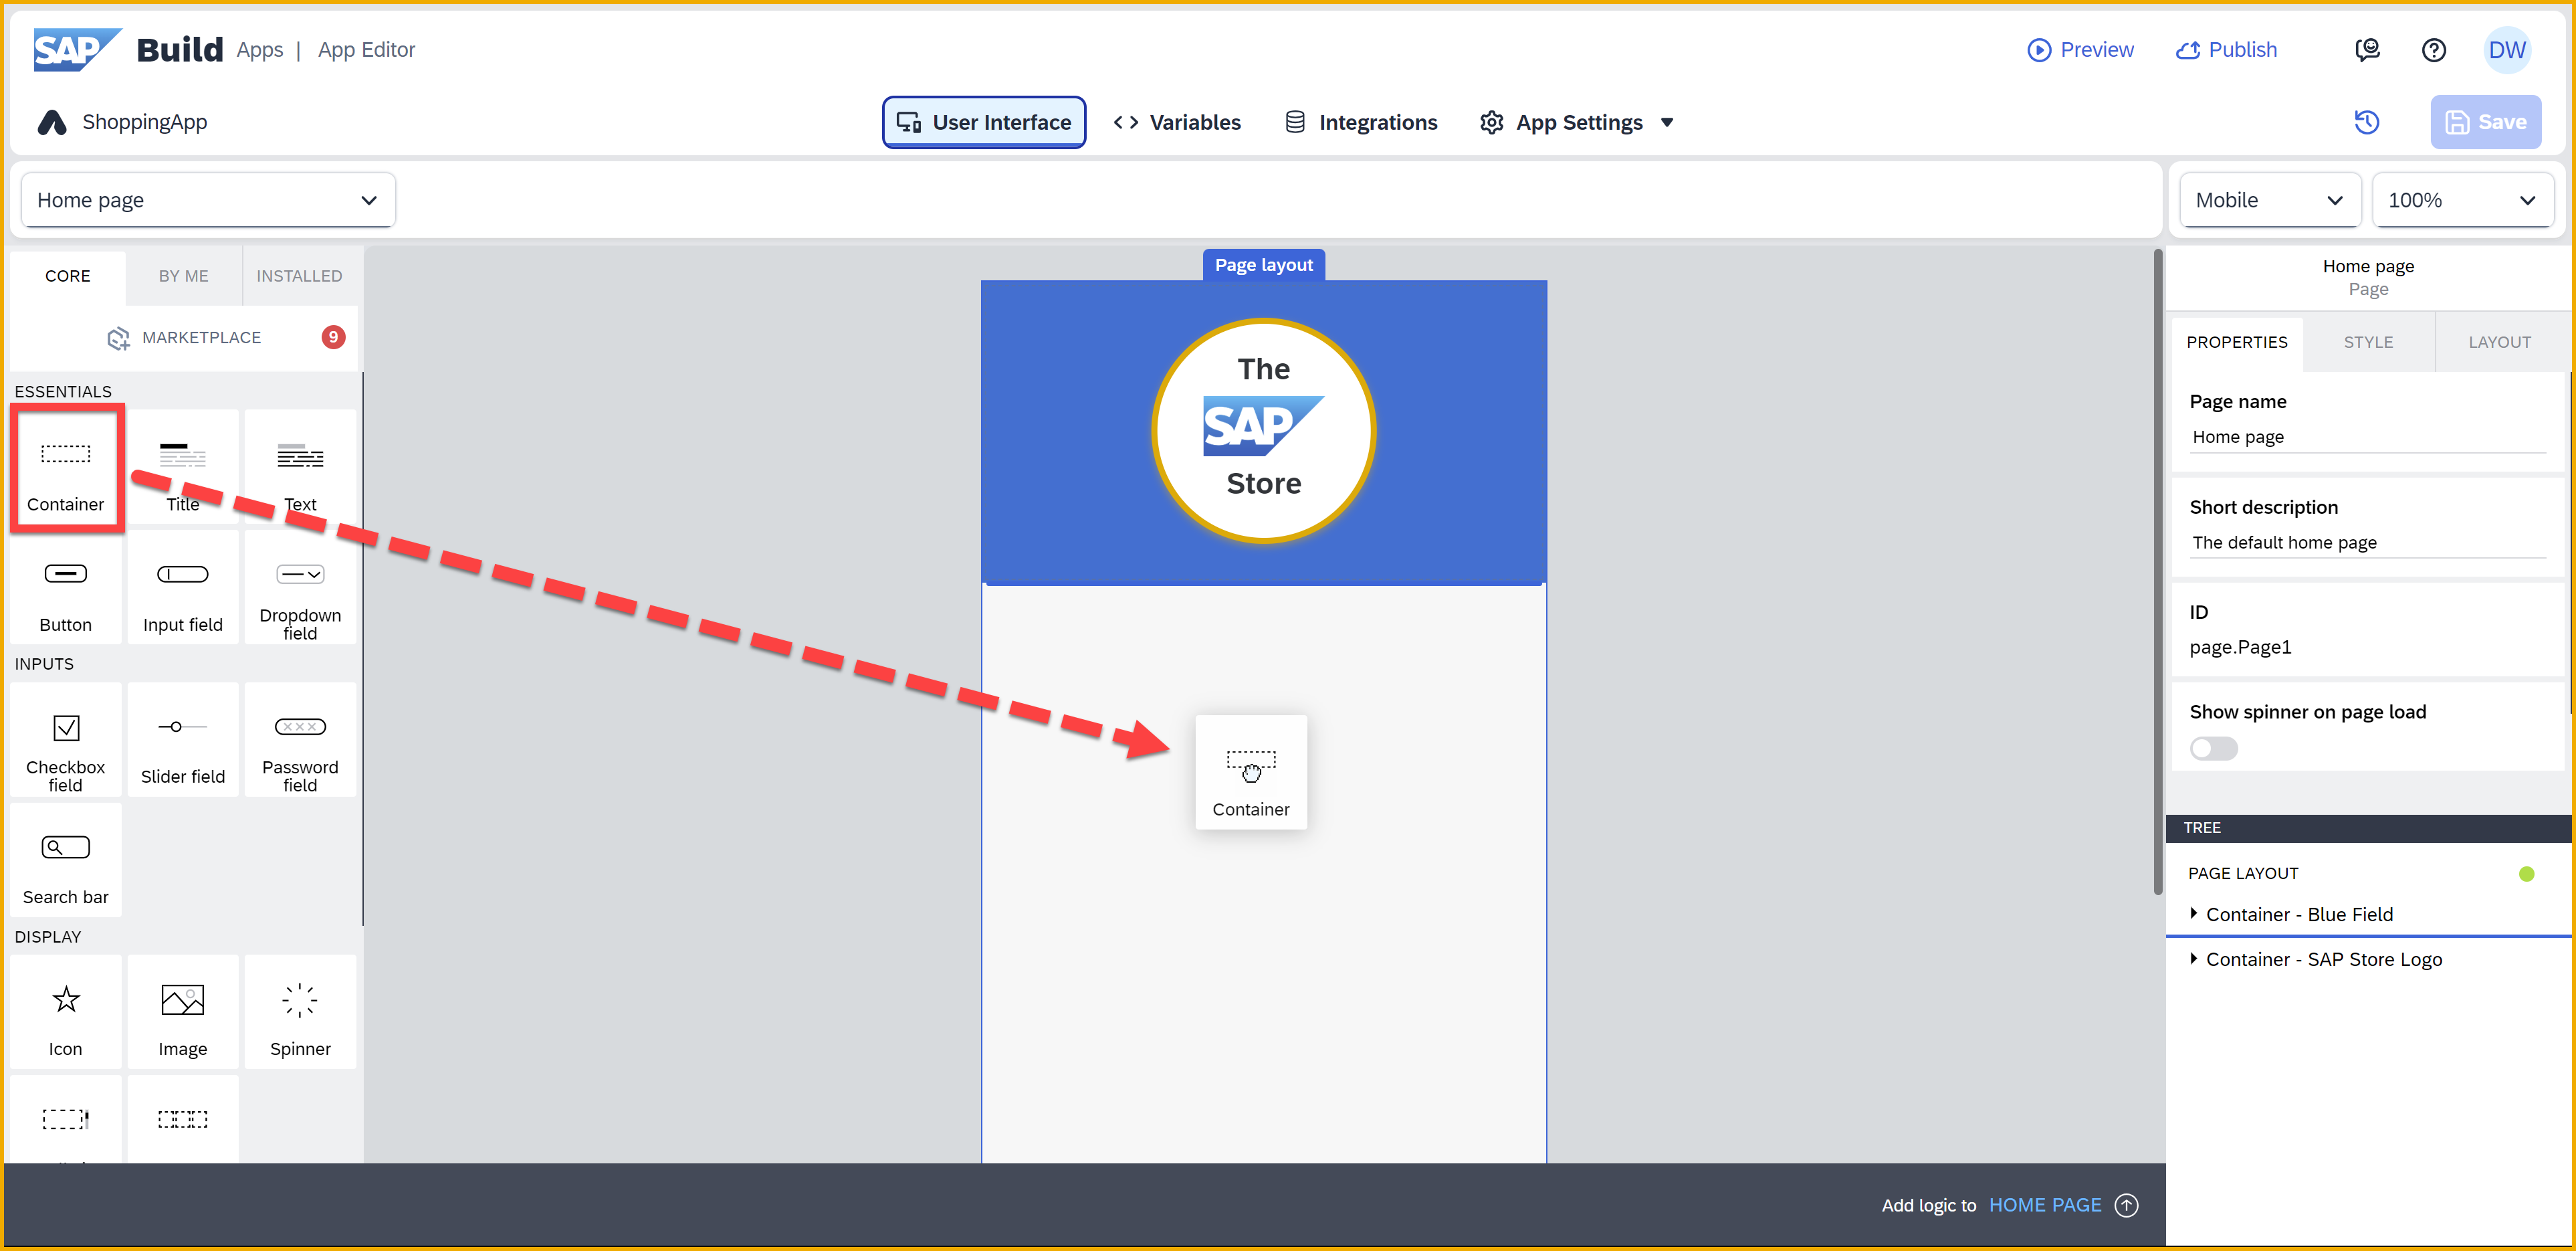 SAP Build Apps | App Editor
Preview
Publish
DW
ShoppingApp
User Interface
Variables
Integrations
App Settings
Save
Home page
Mobile
100%
CORE
BY ME
INSTALLED
MARKETPLACE
9
ESSENTIALS
Container
Title
Text
Button
Input field
Dropdown
field
INPUTS
Checkbox
field
Slider field
Password
field
Search bar
DISPLAY
Icon
Image
Spinner
Page layout
The
SAP
Store
Container
Add logic to HOME PAGE
Home page
Page
PROPERTIES
STYLE
LAYOUT
Page name
Home page
Short description
The default home page
ID
page.Page1
Show spinner on page load
TREE
PAGE LAYOUT
Container - Blue Field
Container - SAP Store Logo